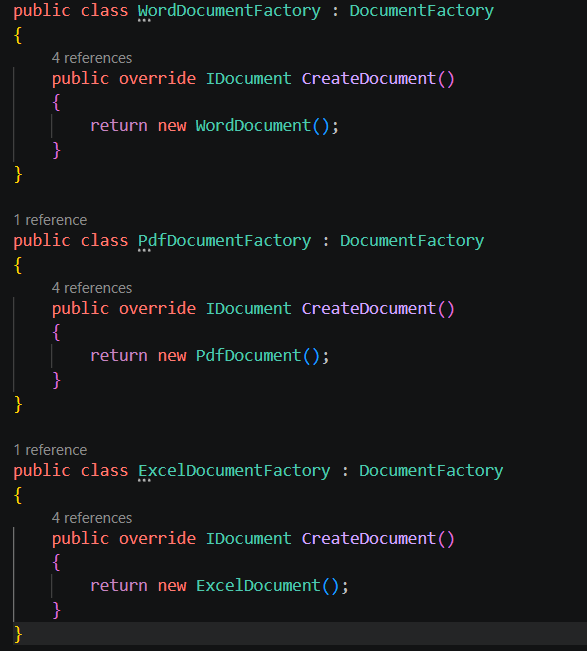 public class WordDocumentFactory : DocumentFactory
{
4 references
public override IDocument CreateDocument()
{
return new WordDocument();
}
}
1 reference
public class PdfDocumentFactory : DocumentFactory
{
4 references
public override IDocument CreateDocument()
{
return new PdfDocument();
}
}
1 reference
public class ExcelDocumentFactory : DocumentFactory
{
4 references
public override IDocument CreateDocument()
{
return new ExcelDocument();
}
}